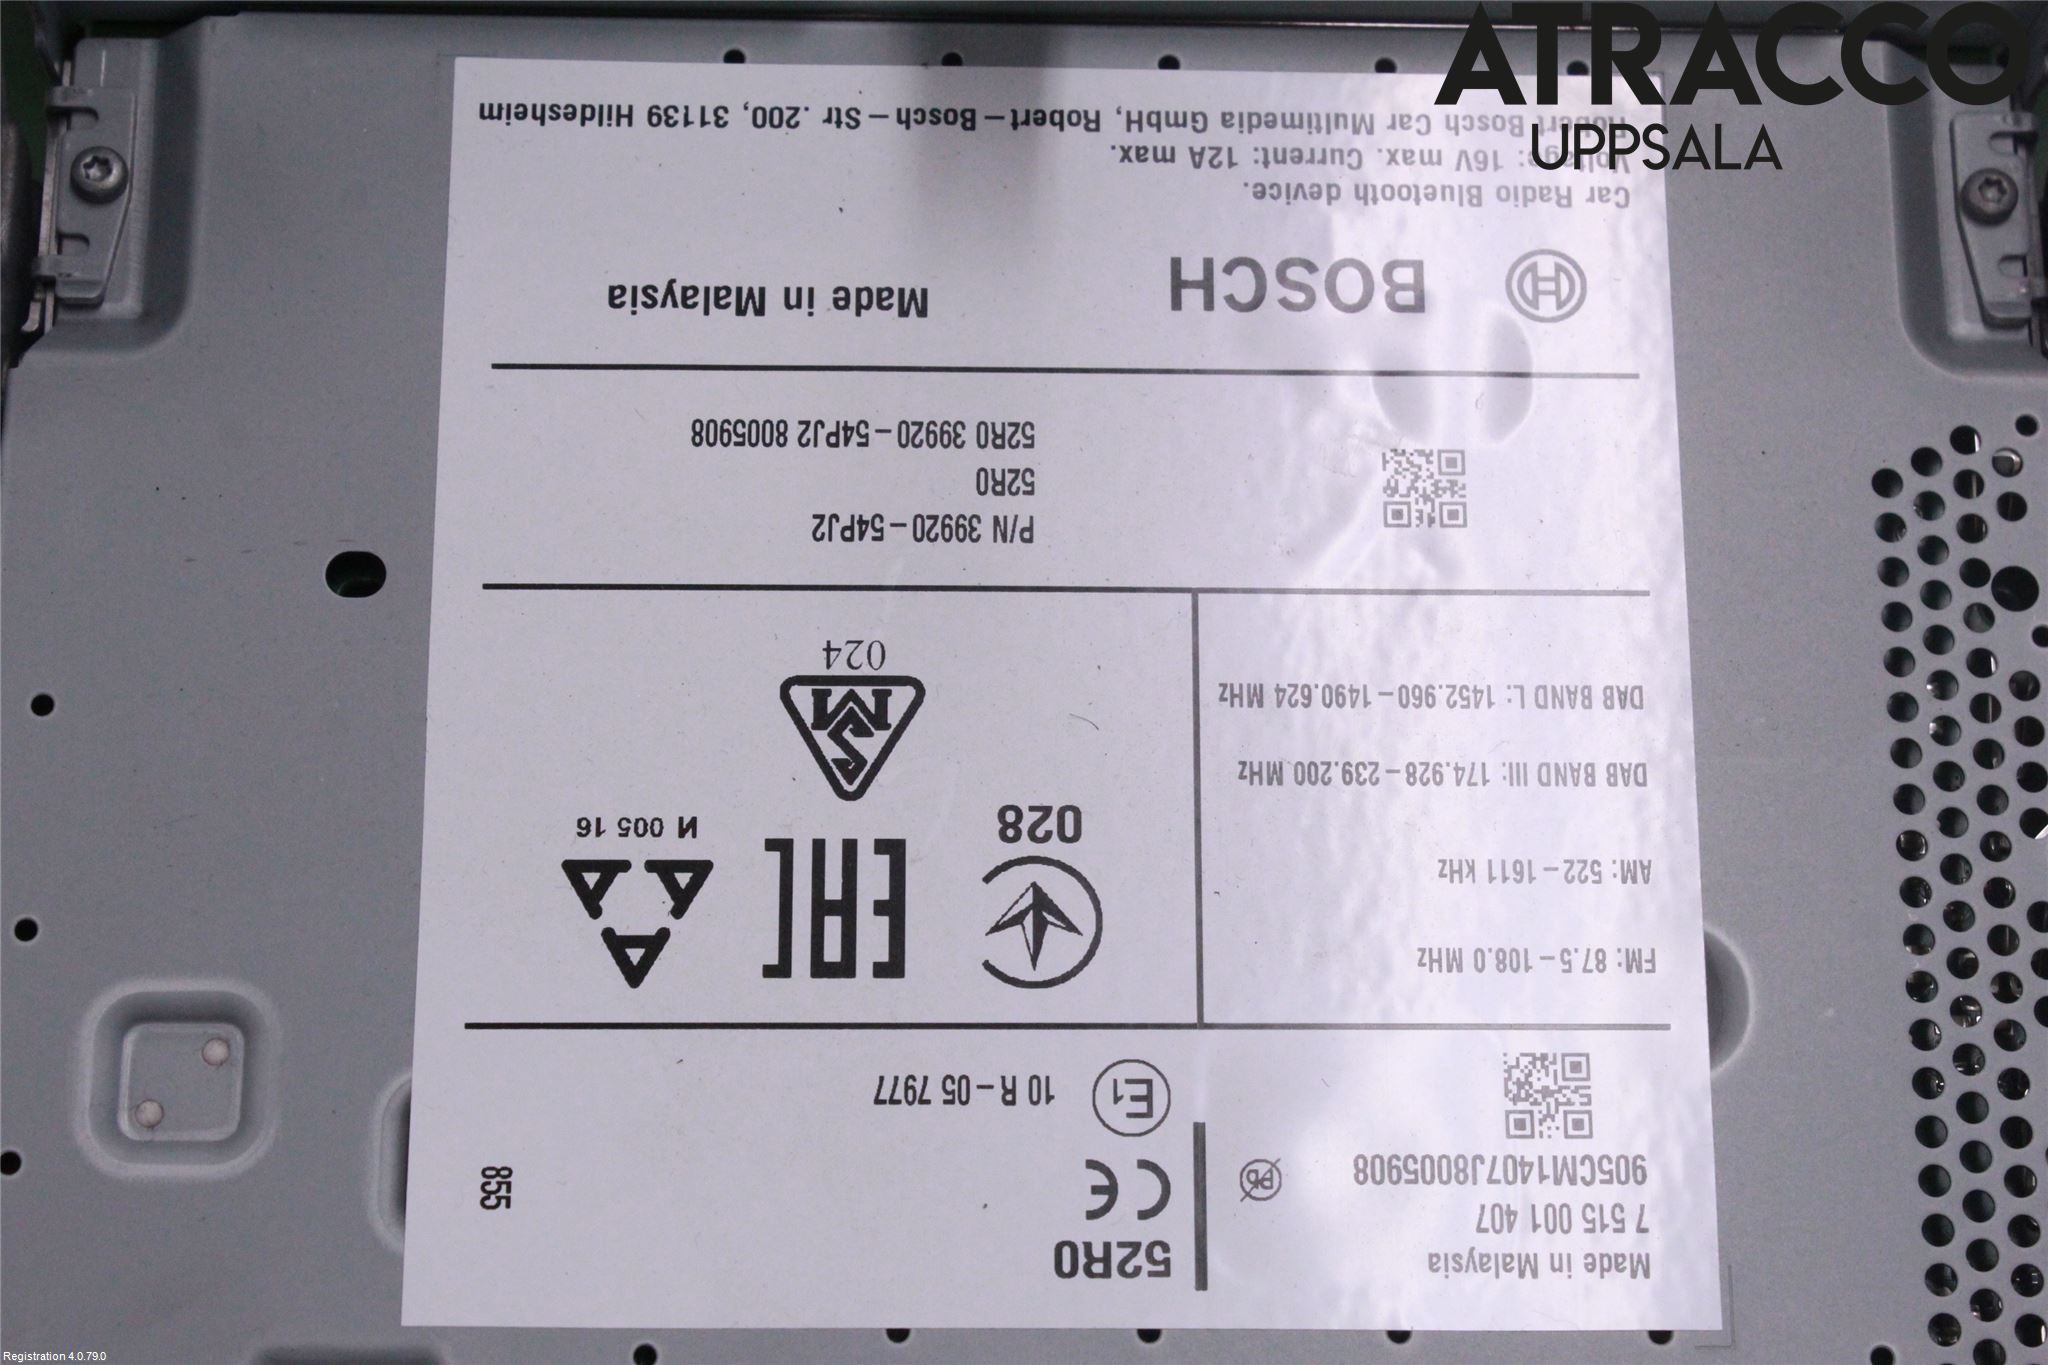 ATRACCO
UPPSALA
52R0
Made in Malaysia
7 515 001 407
905CM1407J8005908
Pb
CE
855
E1
10 R-05 7977
FM: 87.5-108.0 MHz
AM: 522-1611 kHz
DAB BAND III: 174.928-239.200 MHz
DAB BAND L: 1452.960-1490.624 MHz
028
EAC
И 005 16
SM
024
P/N 39920-54PJ2
52R0
52R0 39920-54PJ2 8005908
BOSCH
Made in Malaysia
Car Radio Bluetooth device.
Voltage: 16V max. Current: 12A max.
Robert Bosch Car Multimedia GmbH, Robert-Bosch-Str .200, 31139 Hildesheim
Registration 4.0.79.0